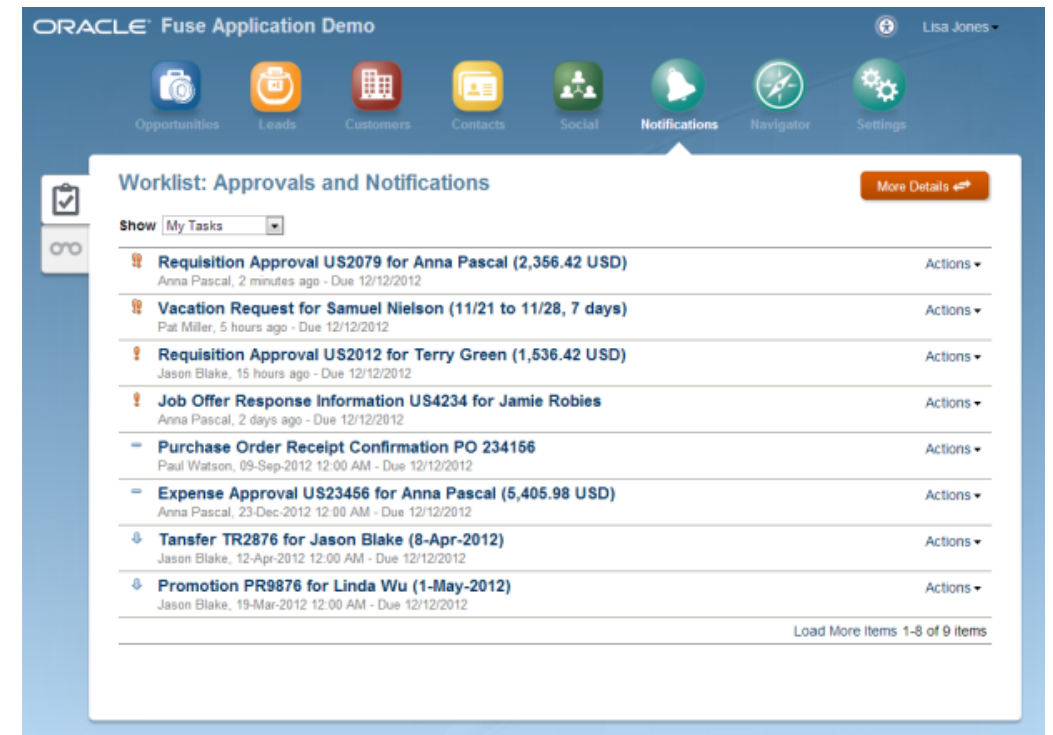 ORACLE Fuse Application Demo
Lisa Jones
Opportunities Leads Customers Contacts Social Notifications Navigator Settings
Worklist: Approvals and Notifications
More Details
Show My Tasks
Requisition Approval US2079 for Anna Pascal (2,356.42 USD)
Actions
Anna Pascal, 2 minutes ago - Due 12/12/2012
Vacation Request for Samuel Nielson (11/21 to 11/28, 7 days)
Actions
Pat Miller, 5 hours ago - Due 12/12/2012
Requisition Approval US2012 for Terry Green (1,536.42 USD)
Actions
Jason Blake, 15 hours ago - Due 12/12/2012
Job Offer Response Information US4234 for Jamie Robies
Actions
Anna Pascal, 2 days ago - Due 12/12/2012
Purchase Order Receipt Confirmation PO 234156
Actions
Paul Watson, 09-Sep-2012 12:00 AM - Due 12/12/2012
Expense Approval US23456 for Anna Pascal (5,405.98 USD)
Actions
Anna Pascal, 23-Dec-2012 12:00 AM - Due 12/12/2012
Tansfer TR2876 for Jason Blake (8-Apr-2012)
Actions
Jason Blake, 12-Apr-2012 12:00 AM - Due 12/12/2012
Promotion PR9876 for Linda Wu (1-May-2012)
Actions
Jason Blake, 19-Mar-2012 12:00 AM - Due 12/12/2012
Load More Items 1-8 of 9 items